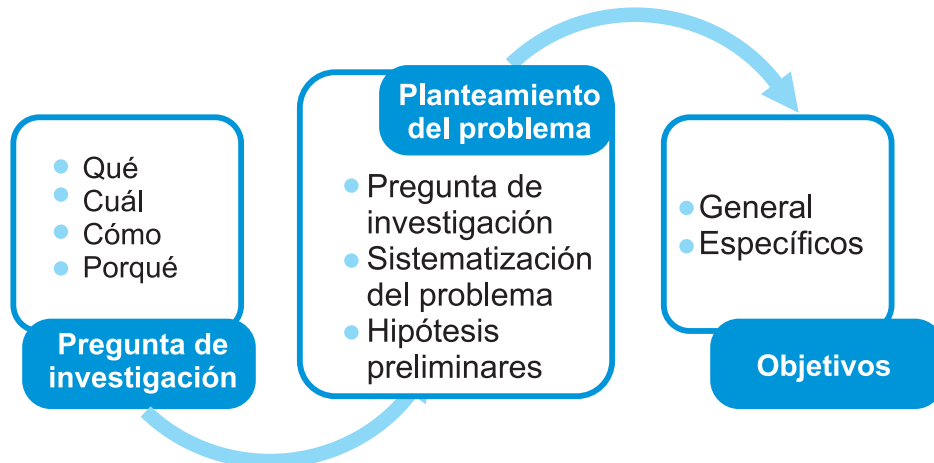 Qué
Cuál
Cómo
Porqué
Pregunta de
investigación
Planteamiento
del problema
Pregunta de
investigación
Sistematización
del problema
Hipótesis
preliminares
General
Específicos
Objetivos